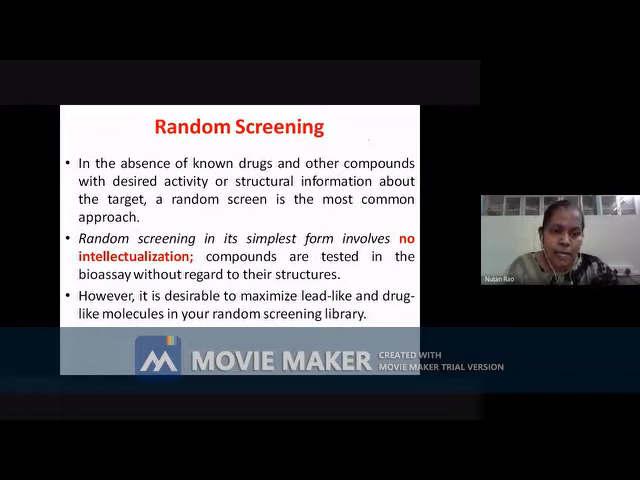 Random Screening
• In the absence of known drugs and other compounds
with desired activity or structural information about
the target, a random screen is the most common
approach.
• Random screening in its simplest form involves no
intellectualization; compounds are tested in the
bioassay without regard to their structures.
• However, it is desirable to maximize lead-like and drug-
like molecules in your random screening library.
Nutan Rao
MOVIE MAKER
CREATED WITH
MOVIE MAKER TRIAL VERSION